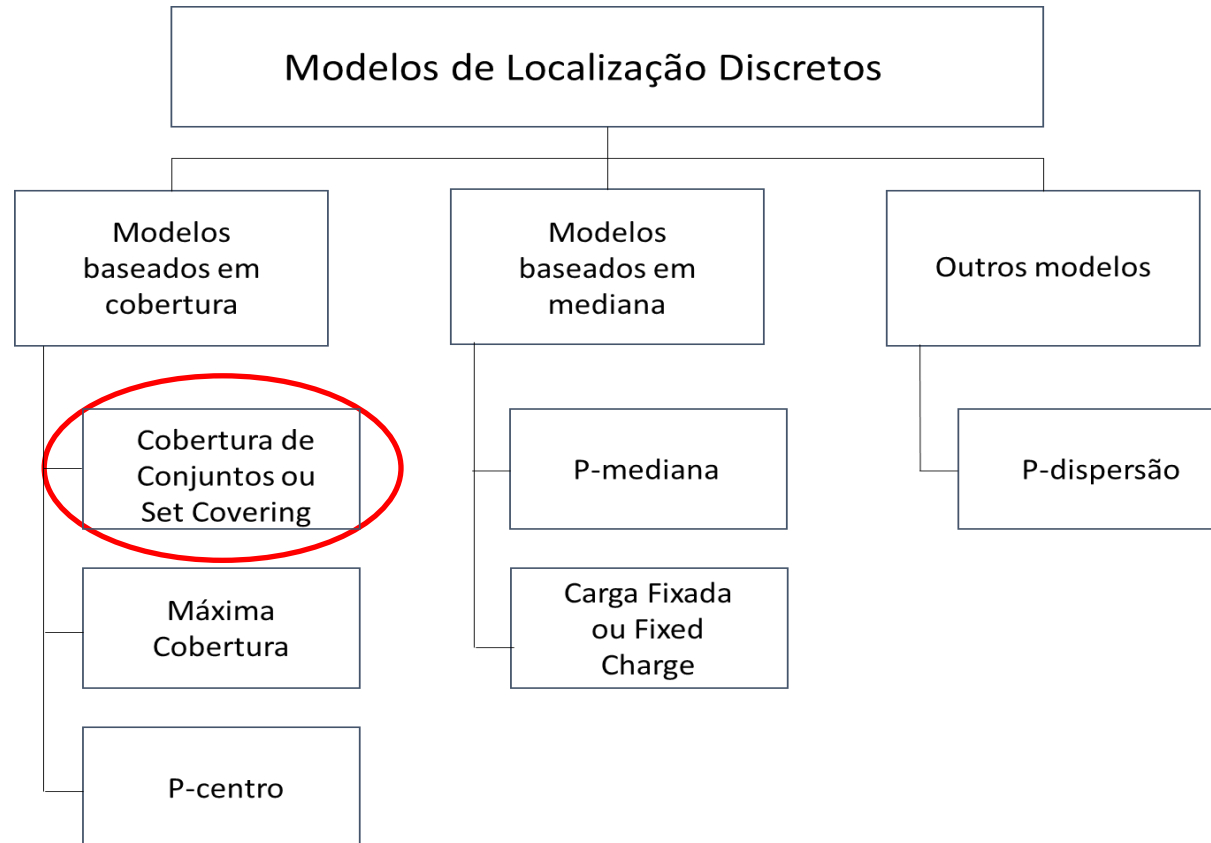 Modelos de Localização Discretos
Modelos
baseados em
cobertura
Modelos
baseados em
mediana
Outros modelos
Cobertura de
Conjuntos ou
Set Covering
P-mediana
P-dispersão
Máxima
Cobertura
Carga Fixada
ou Fixed
Charge
P-centro